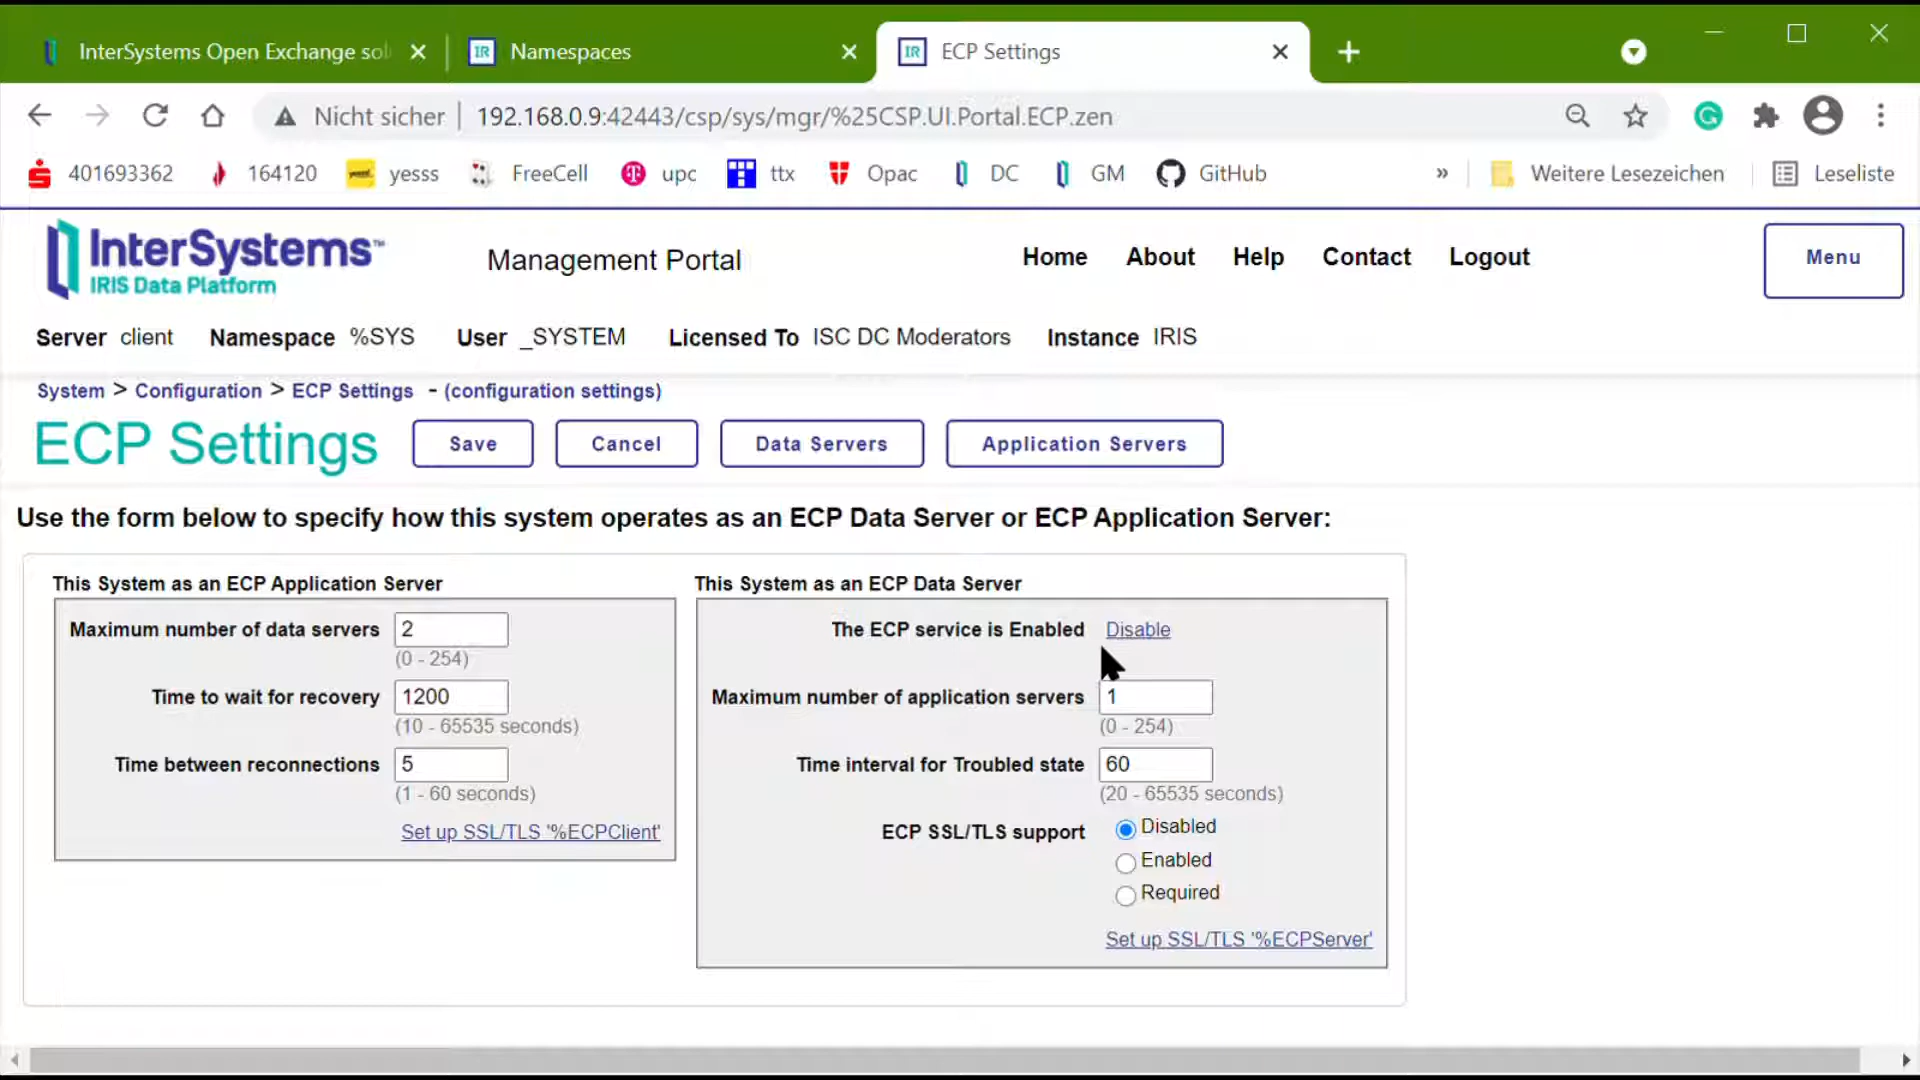 InterSystems Open Exchange sol
Namespaces
ECP Settings
Nicht sicher
192.168.0.9:42443/csp/sys/mgr/%25CSP.UI.Portal.ECP.zen
401693362
164120
yesss
FreeCell
upc
ttx
Opac
DC
GM
GitHub
»
Weitere Lesezeichen
Leseliste
InterSystems™
IRIS Data Platform
Management Portal
Home About Help Contact Logout
Menu
Server client Namespace %SYS User _SYSTEM Licensed To ISC DC Moderators Instance IRIS
System > Configuration > ECP Settings - (configuration settings)
ECP Settings
Save
Cancel
Data Servers
Application Servers
Use the form below to specify how this system operates as an ECP Data Server or ECP Application Server:
This System as an ECP Application Server
Maximum number of data servers 2
(0 - 254)
Time to wait for recovery 1200
(10 - 65535 seconds)
Time between reconnections 5
(1 - 60 seconds)
Set up SSL/TLS '%ECPClient'
This System as an ECP Data Server
The ECP service is Enabled Disable
Maximum number of application servers 1
(0 - 254)
Time interval for Troubled state 60
(20 - 65535 seconds)
ECP SSL/TLS support Disabled
Enabled
Required
Set up SSL/TLS '%ECPServer'